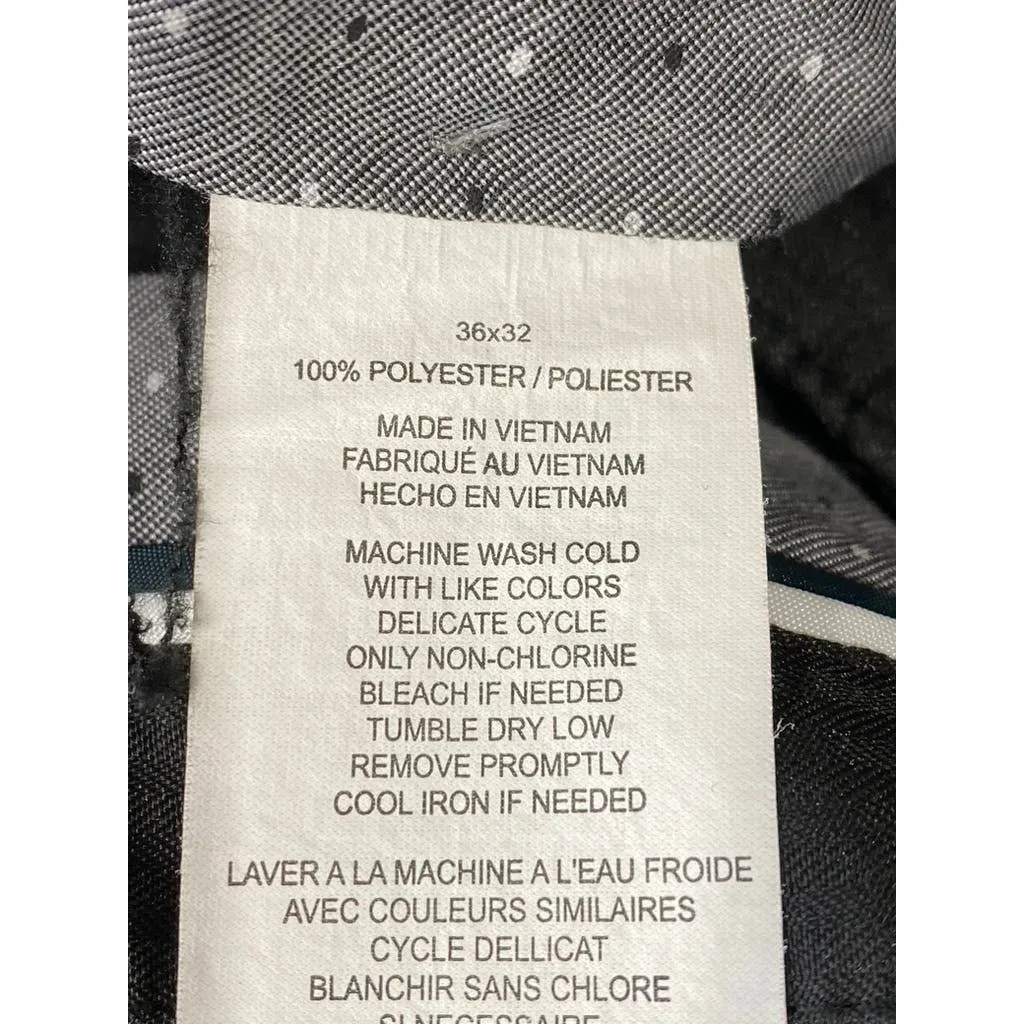 36x32
100% POLYESTER / POLIESTER
MADE IN VIETNAM
FABRIQUÉ AU VIETNAM
HECHO EN VIETNAM
MACHINE WASH COLD
WITH LIKE COLORS
DELICATE CYCLE
ONLY NON-CHLORINE
BLEACH IF NEEDED
TUMBLE DRY LOW
REMOVE PROMPTLY
COOL IRON IF NEEDED
LAVER A LA MACHINE A L'EAU FROIDE
AVEC COULEURS SIMILAIRES
CYCLE DELLICAT
BLANCHIR SANS CHLORE
SI NECESSAIRE